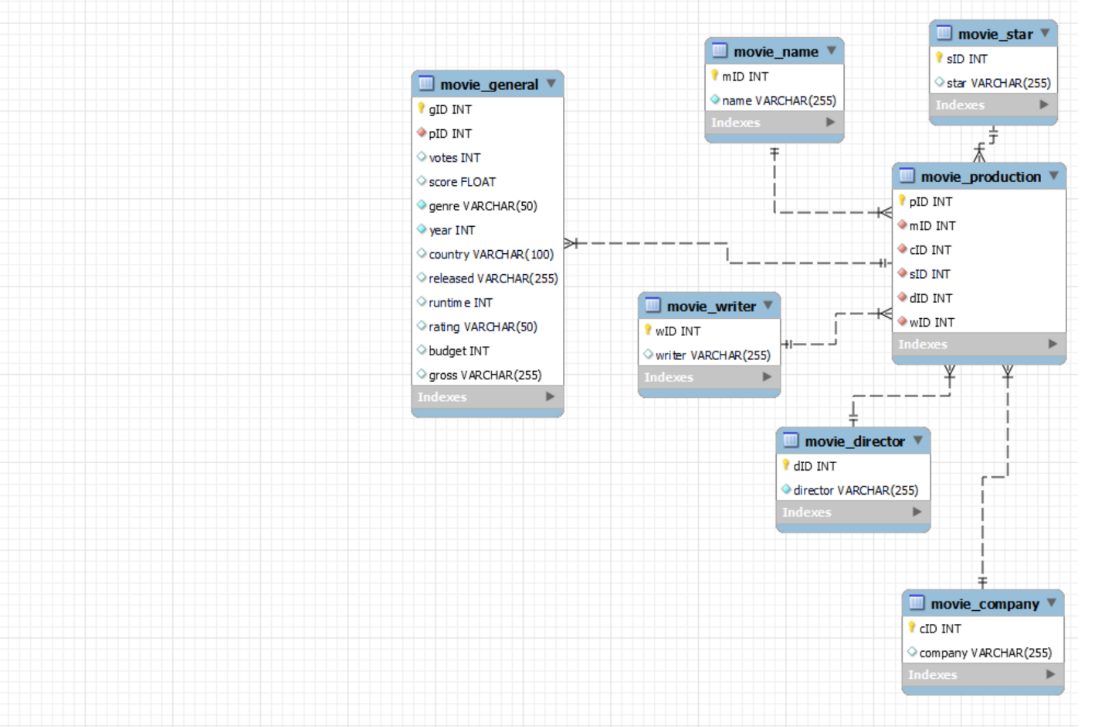 movie_general
gID INT
pID INT
votes INT
score FLOAT
genre VARCHAR(50)
year INT
country VARCHAR(100)
released VARCHAR(255)
runtime INT
rating VARCHAR(50)
budget INT
gross VARCHAR(255)
Indexes
movie_name
mID INT
name VARCHAR(255)
Indexes
movie_star
sID INT
star VARCHAR(255)
Indexes
movie_production
pID INT
mID INT
cID INT
sID INT
dID INT
wID INT
Indexes
movie_writer
wID INT
writer VARCHAR(255)
Indexes
movie_director
dID INT
director VARCHAR(255)
Indexes
movie_company
cID INT
company VARCHAR(255)
Indexes